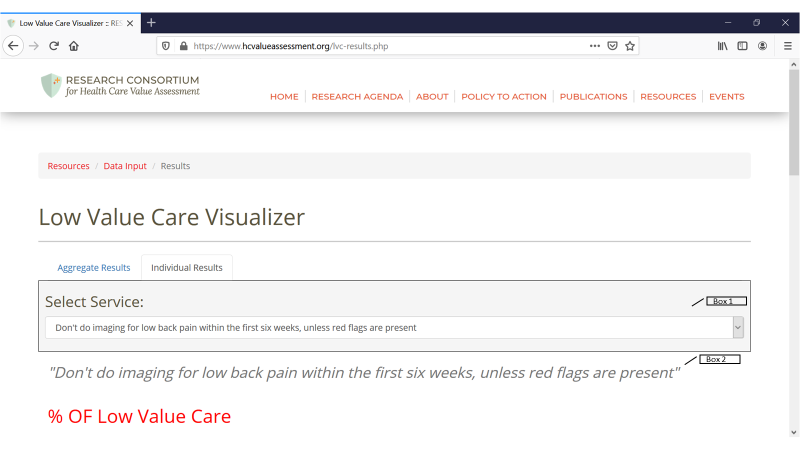 Low Value Care Visualizer :: RES
https://www.hcvalueassessment.org/lvc-results.php
RESEARCH CONSORTIUM
for Health Care Value Assessment
HOME RESEARCH AGENDA ABOUT POLICY TO ACTION PUBLICATIONS RESOURCES EVENTS
Resources / Data Input / Results
Low Value Care Visualizer
Aggregate Results Individual Results
Select Service:
Box 1
Don't do imaging for low back pain within the first six weeks, unless red flags are present
Box 2
"Don't do imaging for low back pain within the first six weeks, unless red flags are present"
% OF Low Value Care